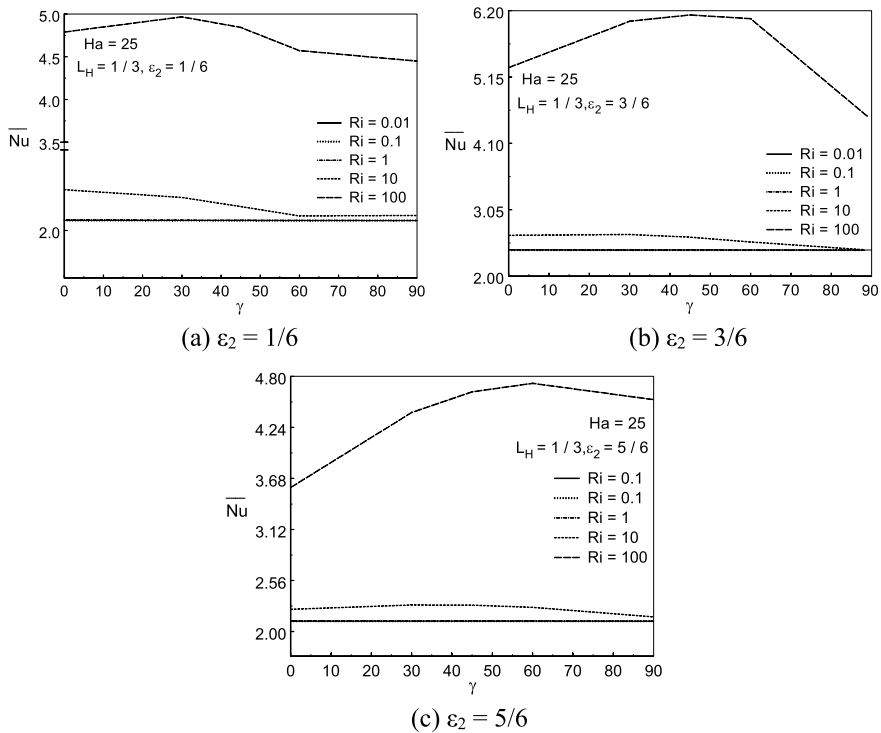 5.0
4.5
4.0
3.5
2.0
Nu
Ha = 25
L_H = 1 / 3, ε₂ = 1 / 6
Ri = 0.01
Ri = 0.1
Ri = 1
Ri = 10
Ri = 100
0 10 20 30 40 50 60 70 80 90
γ
(a) ε₂ = 1/6
6.20
5.15
4.10
3.05
2.00
Nu
Ha = 25
L_H = 1 / 3,ε₂ = 3 / 6
Ri = 0.01
Ri = 0.1
Ri = 1
Ri = 10
Ri = 100
0 10 20 30 40 50 60 70 80 90
γ
(b) ε₂ = 3/6
4.80
4.24
3.68
3.12
2.56
2.00
Nu
Ha = 25
L_H = 1 / 3,ε₂ = 5 / 6
Ri = 0.1
Ri = 0.1
Ri = 1
Ri = 10
Ri = 100
0 10 20 30 40 50 60 70 80 90
γ
(c) ε₂ = 5/6